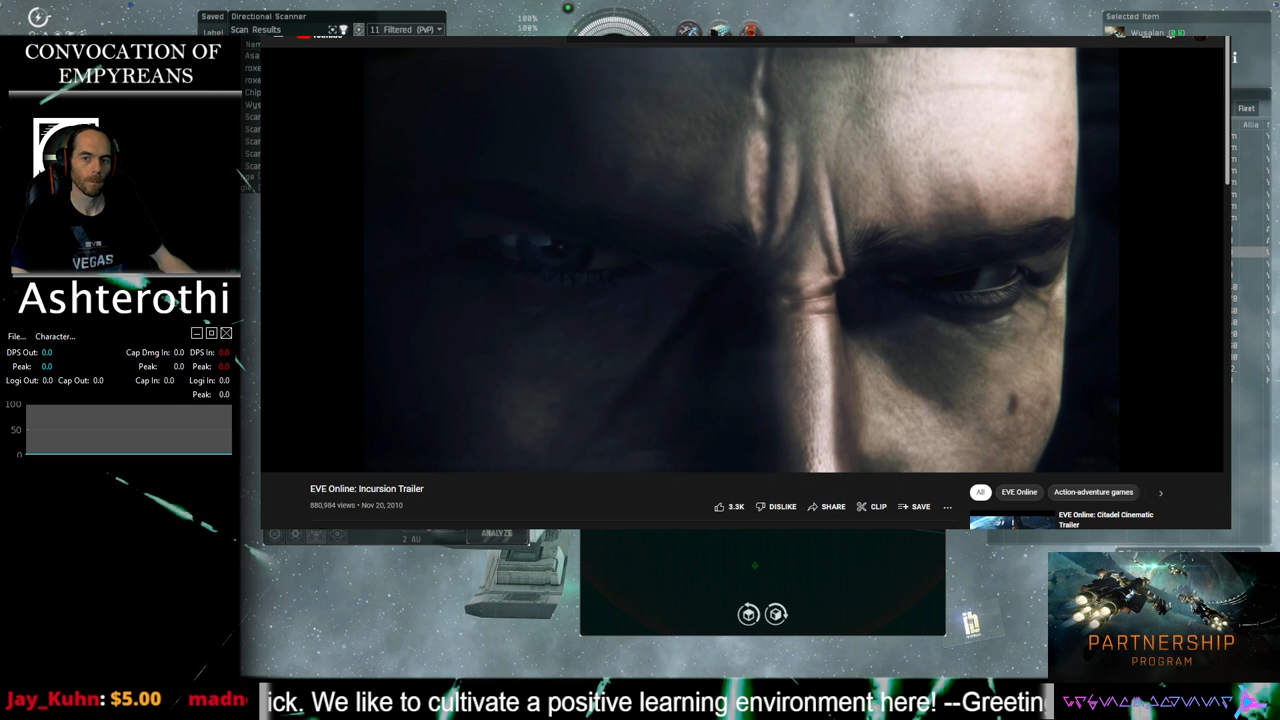 Saved
Directional Scanner
Label
Scan Results
11 Filtered (PvP)
100%
100%
Selected Item
CONVOCATION OF
EMPYREANS
Fleet
VEGAS
Ashterothi
File...
Character...
DPS Out: 0.0
Cap Dmg In: 0.0
DPS In: 0.0
Peak: 0.0
Peak: 0.0
Peak: 0.0
Logi Out: 0.0
Cap Out: 0.0
Cap In: 0.0
Logi In: 0.0
Peak: 0.0
100
50
0
EVE Online: Incursion Trailer
880,984 views • Nov 20, 2010
3.3K
DISLIKE
SHARE
CLIP
SAVE
All
EVE Online
Action-adventure games
EVE Online: Citadel Cinematic
Trailer
2 AU
ANALYZE
PARTNERSHIP
PROGRAM
Jay_Kuhn: $5.00
madn
ick. We like to cultivate a positive learning environment here! --Greetin